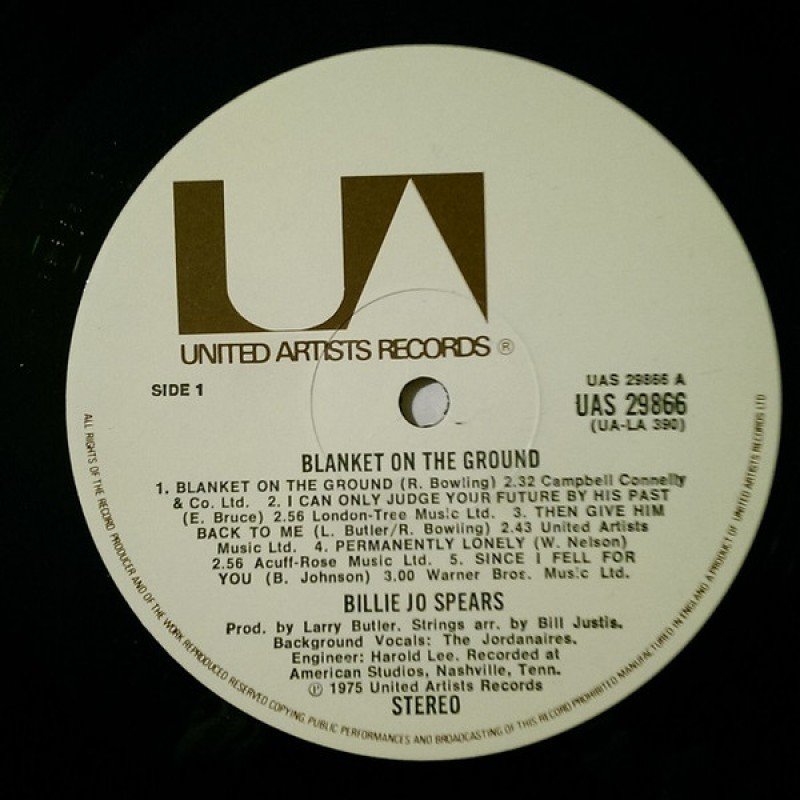 UA
UNITED ARTISTS RECORDS ®
SIDE 1
UAS 29866 A
UAS 29866
(UA-LA 390)
BLANKET ON THE GROUND
1. BLANKET ON THE GROUND (R. Bowling) 2.32 Campbell Connelly
& Co. Ltd. 2. I CAN ONLY JUDGE YOUR FUTURE BY HIS PAST
(E. Bruce) 2.56 London-Tree Music Ltd. 3. THEN GIVE HIM
BACK TO ME (L. Butler/R. Bowling) 2.43 United Artists
Music Ltd. 4. PERMANENTLY LONELY (W. Nelson)
2.56 Acuff-Rose Music Ltd. 5. SINCE I FELL FOR
YOU (B. Johnson) 3.00 Warner Bros. Music Ltd.
BILLIE JO SPEARS
Prod. by Larry Butler. Strings arr. by Bill Justis.
Background Vocals: The Jordanaires.
Engineer: Harold Lee. Recorded at
American Studios, Nashville, Tenn.
℗ 1975 United Artists Records
STEREO
ALL RIGHTS OF THE RECORD PRODUCER AND OF THE WORK REPRODUCED RESERVED COPYING, PUBLIC PERFORMANCES AND BROADCASTING OF THIS RECORD PROHIBITED MANUFACTURED IN ENGLAND A PRODUCT OF UNITED ARTISTS RECORDS LTD